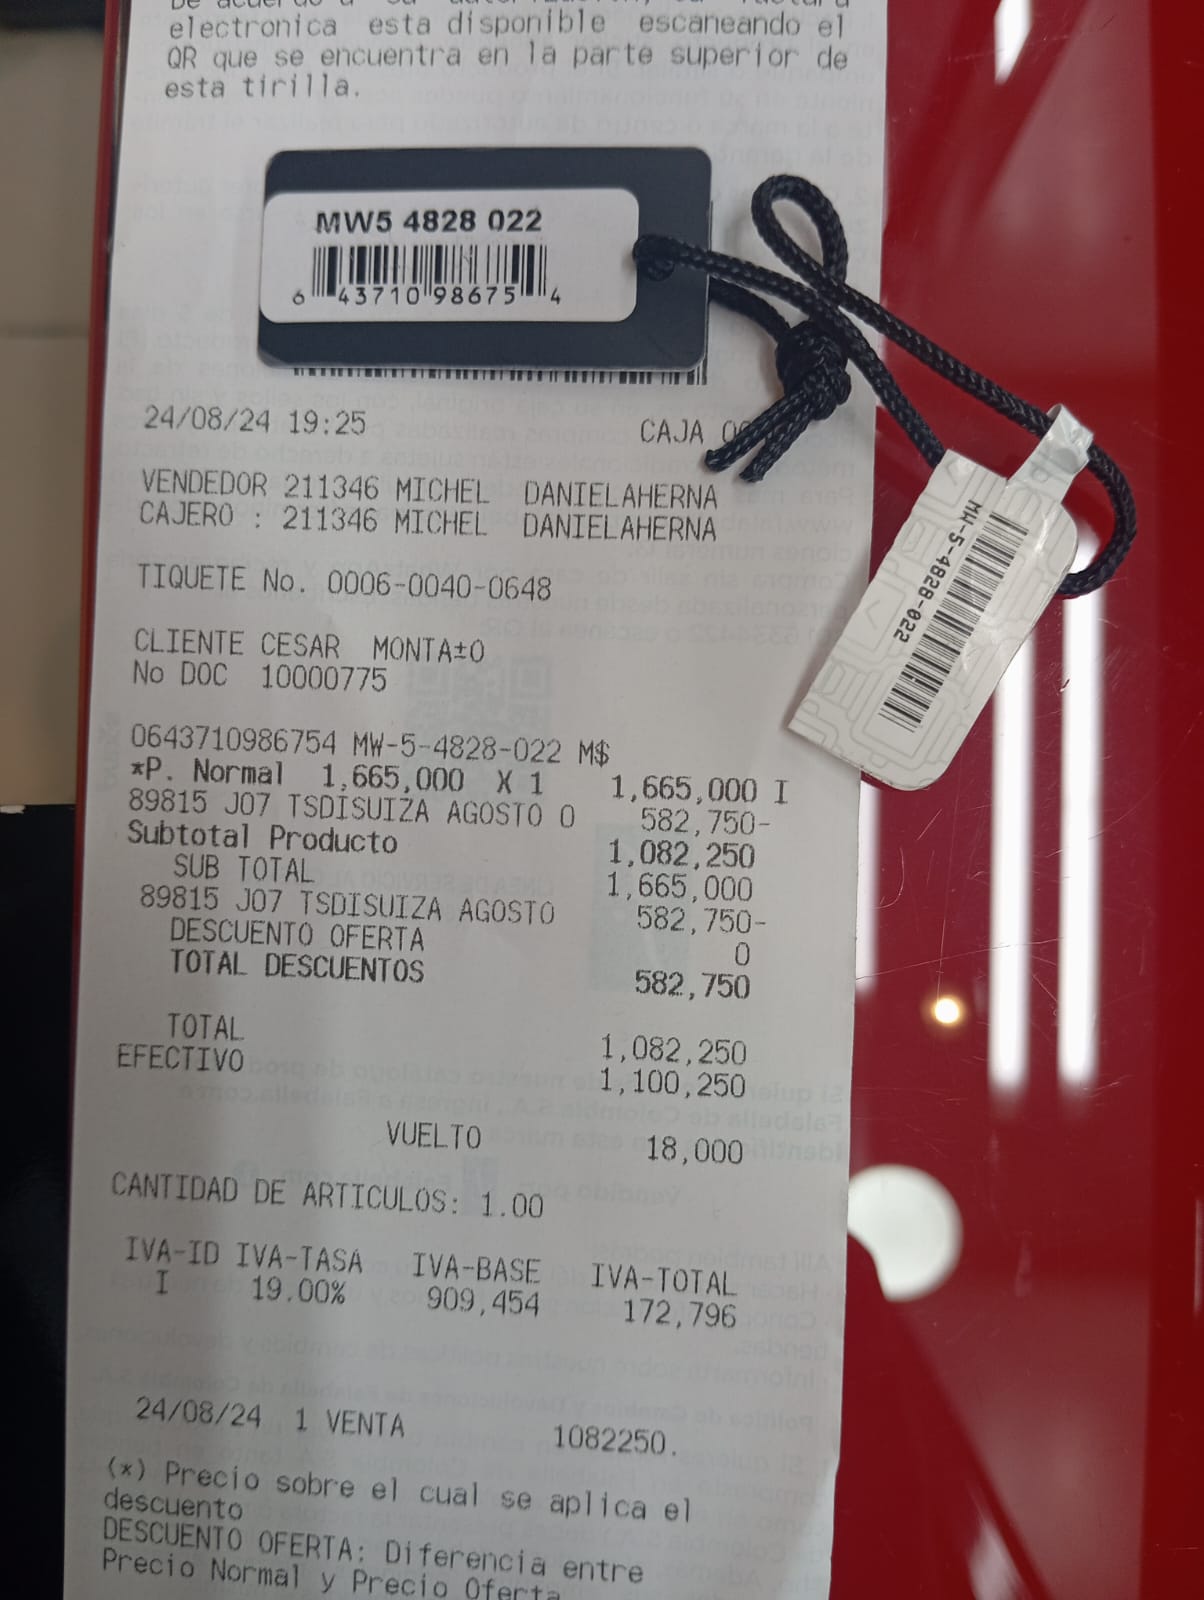 electronica esta disponible escaneando el
QR que se encuentra en la parte superior de
esta tirilla.
MW5 4828 022
6 43710 98675 4
24/08/24 19:25 CAJA
VENDEDOR 211346 MICHEL DANIELAHERNA
CAJERO : 211346 MICHEL DANIELAHERNA
TIQUETE No. 0006-0040-0648
CLIENTE CESAR MONTA±O
No DOC 10000775
MW-5-4828-022
0643710986754 MW-5-4828-022 M$
*P. Normal 1,665,000 X 1 1,665,000 I
89815 J07 TSDISUIZA AGOSTO 0 582,750-
Subtotal Producto 1,082,250
SUB TOTAL 1,665,000
89815 J07 TSDISUIZA AGOSTO 582,750-
DESCUENTO OFERTA 0
TOTAL DESCUENTOS 582,750
TOTAL 1,082,250
EFECTIVO 1,100,250
VUELTO 18,000
CANTIDAD DE ARTICULOS: 1.00
IVA-ID IVA-TASA IVA-BASE IVA-TOTAL
I 19.00% 909,454 172,796
24/08/24 1 VENTA 1082250.
(*) Precio sobre el cual se aplica el
descuento
DESCUENTO OFERTA: Diferencia entre
Precio Normal y Precio Oferta